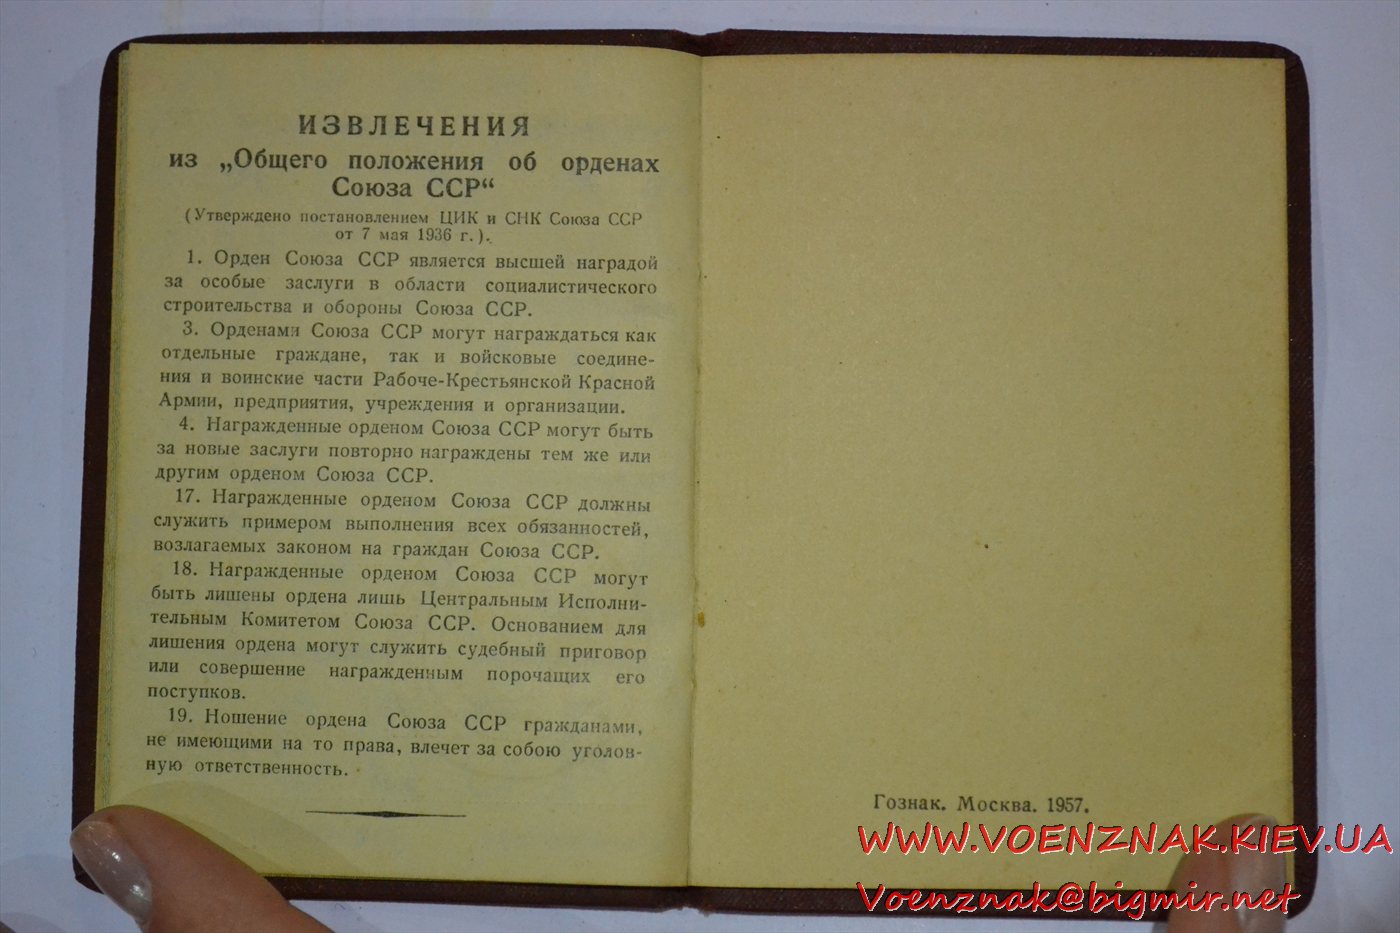 ИЗВЛЕЧЕНИЯ
из „Общего положения об орденах
Союза ССР“
(Утверждено постановлением ЦИК и СНК Союза ССР
от 7 мая 1936 г.).
1. Орден Союза ССР является высшей наградой
за особые заслуги в области социалистического
строительства и обороны Союза ССР.
3. Орденами Союза ССР могут награждаться как
отдельные граждане, так и войсковые соедине-
ния и воинские части Рабоче-Крестьянской Красной
Армии, предприятия, учреждения и организации.
4. Награжденные орденом Союза ССР могут быть
за новые заслуги повторно награждены тем же или
другим орденом Союза ССР.
17. Награжденные орденом Союза ССР должны
служить примером выполнения всех обязанностей,
возлагаемых законом на граждан Союза ССР.
18. Награжденные орденом Союза ССР могут
быть лишены ордена лишь Центральным Исполни-
тельным Комитетом Союза ССР. Основанием для
лишения ордена могут служить судебный приговор
или совершение награжденным порочащих его
поступков.
19. Ношение ордена Союза ССР гражданами,
не имеющими на то права, влечет за собою уголов-
ную ответственность.
Гознак. Москва. 1957.
WWW.VOENZNAK.KIEV.UA
Voenznak@bigmir.net